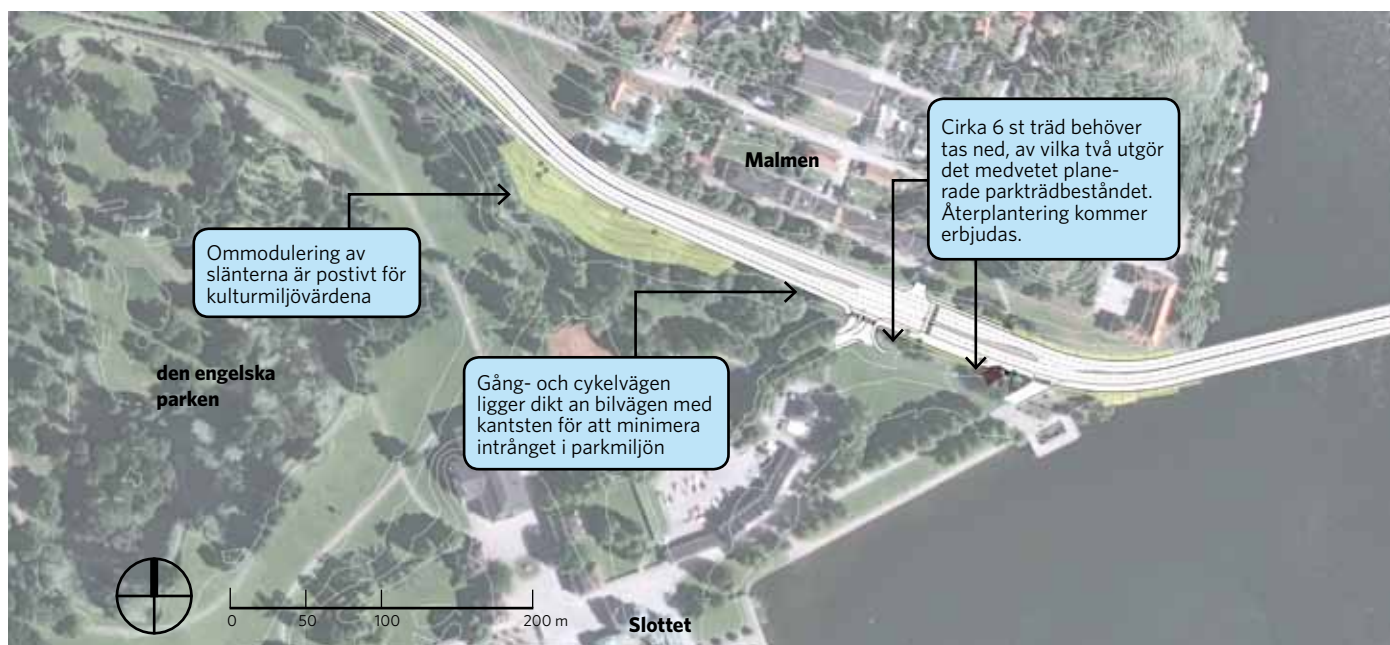 Malmen
Cirka 6 st träd behöver
tas ned, av vilka två utgör
det medvetet plane-
rade parkträdbeståndet.
Återplantering kommer
erbjudas.
Ommodulering av
slänterna är postivt för
kulturmiljövärdena
den engelska
parken
Gång- och cykelvägen
ligger dikt an bilvägen med
kantsten för att minimera
intrånget i parkmiljön
0 50 100 200 m
Slottet